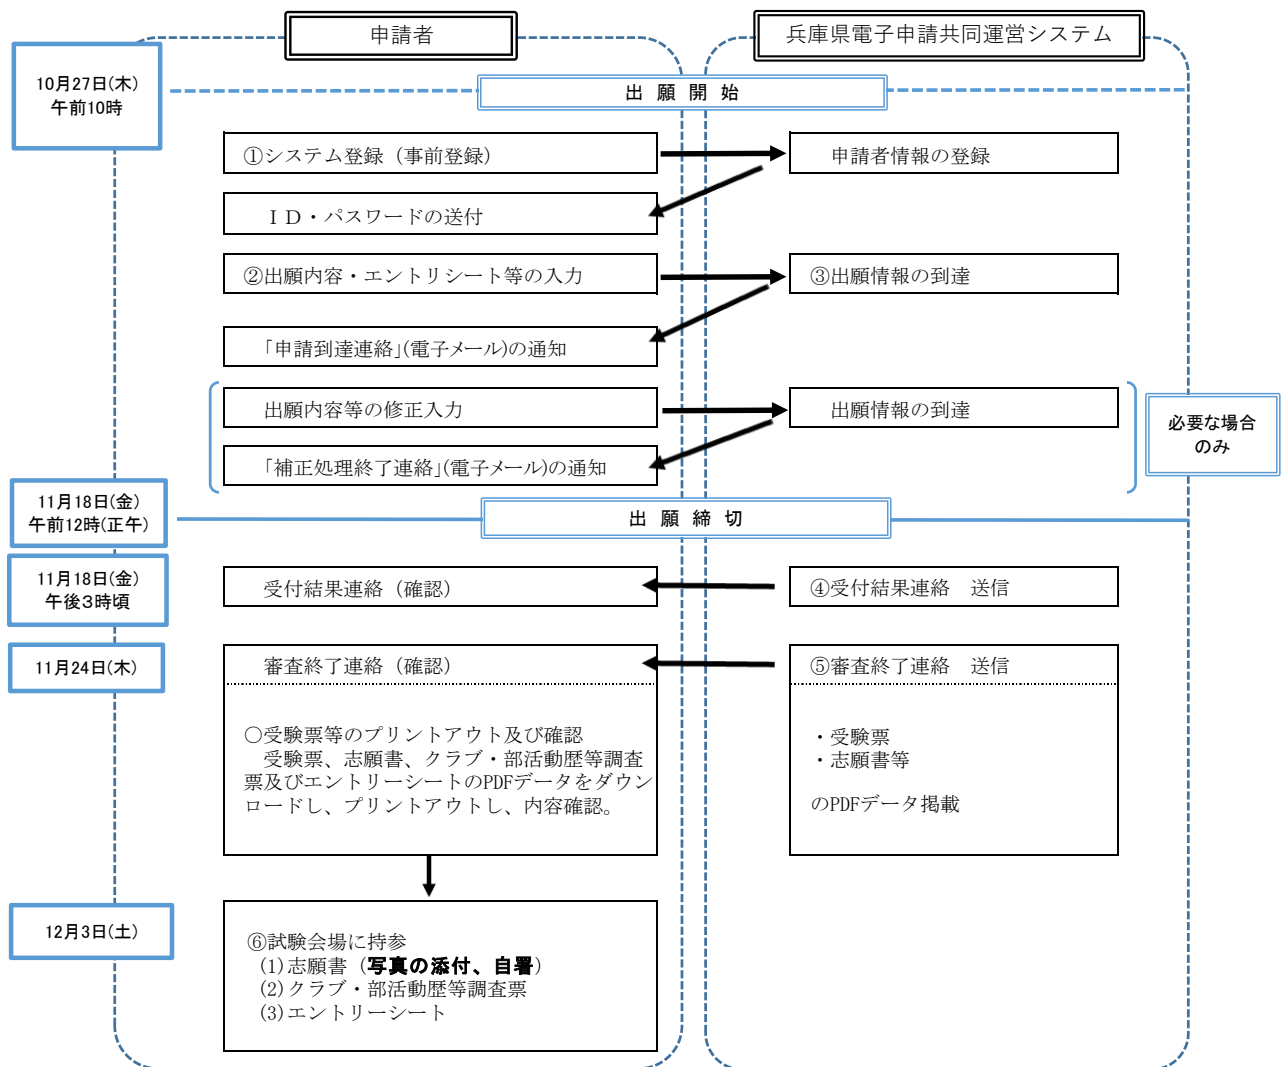 申請者
兵庫県電子申請共同運営システム
10月27日(木)
午前10時
出 願 開 始
①システム登録（事前登録）
申請者情報の登録
ＩＤ・パスワードの送付
②出願内容・エントリシート等の入力
③出願情報の到達
「申請到達連絡」(電子メール)の通知
出願内容等の修正入力
出願情報の到達
必要な場合
のみ
「補正処理終了連絡」(電子メール)の通知
11月18日(金)
午前12時(正午)
出 願 締 切
11月18日(金)
午後３時頃
受付結果連絡（確認）
④受付結果連絡　送信
11月24日(木)
審査終了連絡（確認）
⑤審査終了連絡　送信
○受験票等のプリントアウト及び確認
受験票、志願書、クラブ・部活動歴等調査
票及びエントリーシートのPDFデータをダウン
ロードし、プリントアウトし、内容確認。
・受験票
・志願書等
のPDFデータ掲載
12月3日(土)
⑥試験会場に持参
(1)志願書（写真の添付、自署）
(2)クラブ・部活動歴等調査票
(3)エントリーシート